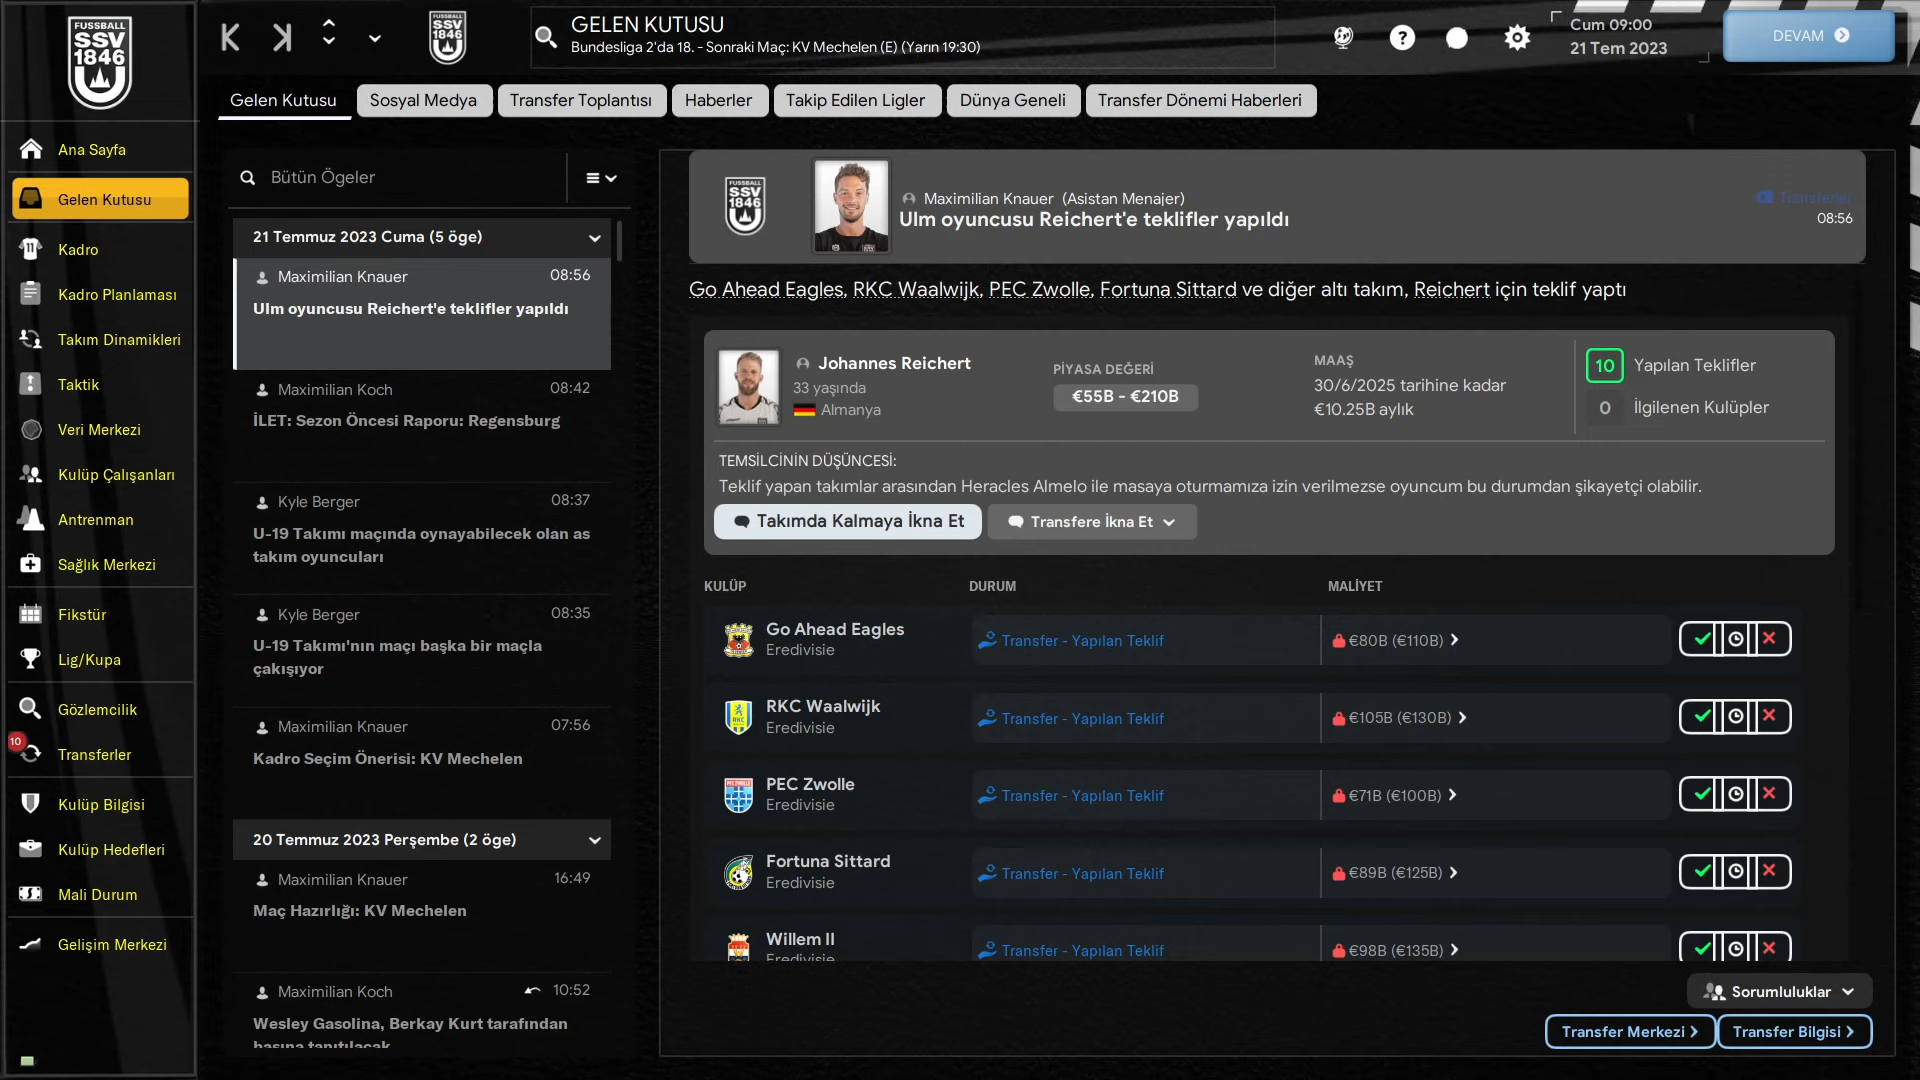 FUSSBALL
SSV
1846
FUSSBALL
SSV
1846
GELEN KUTUSU
Bundesliga 2'da 18. - Sonraki Maç: KV Mechelen (E) (Yarın 19:30)
Cum 09:00
21 Tem 2023
DEVAM
Gelen Kutusu
Sosyal Medya
Transfer Toplantısı
Haberler
Takip Edilen Ligler
Dünya Geneli
Transfer Dönemi Haberleri
Ana Sayfa
Gelen Kutusu
Kadro
Kadro Planlaması
Takım Dinamikleri
Taktik
Veri Merkezi
Kulüp Çalışanları
Antrenman
Sağlık Merkezi
Fikstür
Lig/Kupa
Gözlemcilik
10
Transferler
Kulüp Bilgisi
Kulüp Hedefleri
Mali Durum
Gelişim Merkezi
Bütün Ögeler
21 Temmuz 2023 Cuma (5 öge)
Maximilian Knauer 08:56
Ulm oyuncusu Reichert'e teklifler yapıldı
Maximilian Koch 08:42
İLET: Sezon Öncesi Raporu: Regensburg
Kyle Berger 08:37
U-19 Takımı maçında oynayabilecek olan as
takım oyuncuları
Kyle Berger 08:35
U-19 Takımı'nın maçı başka bir maçla
çakışıyor
Maximilian Knauer 07:56
Kadro Seçim Önerisi: KV Mechelen
20 Temmuz 2023 Perşembe (2 öge)
Maximilian Knauer 16:49
Maç Hazırlığı: KV Mechelen
Maximilian Koch 10:52
Wesley Gasolina, Berkay Kurt tarafından
basına tanıtılacak
FUSSBALL
SSV
1846
Maximilian Knauer (Asistan Menajer)
Ulm oyuncusu Reichert'e teklifler yapıldı
Transferler
08:56
Go Ahead Eagles, RKC Waalwijk, PEC Zwolle, Fortuna Sittard ve diğer altı takım, Reichert için teklif yaptı
Johannes Reichert
33 yaşında
Almanya
PİYASA DEĞERİ
€55B - €210B
MAAŞ
30/6/2025 tarihine kadar
€10.25B aylık
10 Yapılan Teklifler
0 İlgilenen Kulüpler
TEMSİLCİNİN DÜŞÜNCESİ:
Teklif yapan takımlar arasından Heracles Almelo ile masaya oturmamıza izin verilmezse oyuncum bu durumdan şikayetçi olabilir.
Takımda Kalmaya İkna Et
Transfere İkna Et
KULÜP DURUM MALİYET
Go Ahead Eagles
Eredivisie
Transfer - Yapılan Teklif
€80B (€110B)
RKC Waalwijk
Eredivisie
Transfer - Yapılan Teklif
€105B (€130B)
PEC Zwolle
Eredivisie
Transfer - Yapılan Teklif
€71B (€100B)
Fortuna Sittard
Eredivisie
Transfer - Yapılan Teklif
€89B (€125B)
Willem II
Eredivisie
Transfer - Yapılan Teklif
€98B (€135B)
Sorumluluklar
Transfer Merkezi
Transfer Bilgisi